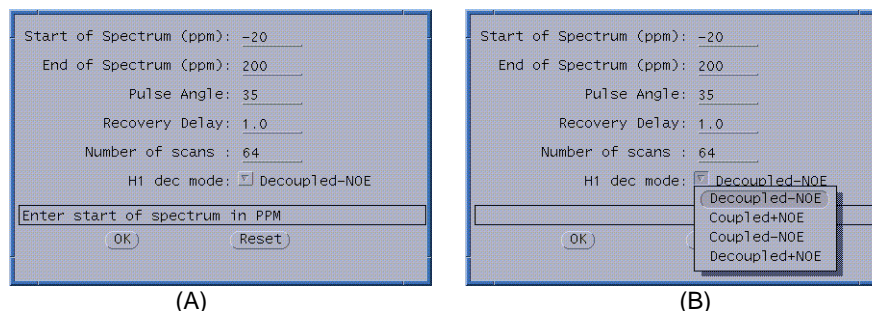 Start of Spectrum (ppm): -20
End of Spectrum (ppm): 200
Pulse Angle: 35
Recovery Delay: 1.0
Number of scans : 64
H1 dec mode: Decoupled-NOE
Enter start of spectrum in PPM
OK Reset
(A)
Start of Spectrum (ppm): -20
End of Spectrum (ppm): 200
Pulse Angle: 35
Recovery Delay: 1.0
Number of scans : 64
H1 dec mode: Decoupled-NOE
Decoupled-NOE
Coupled+NOE
Coupled-NOE
Decoupled+NOE
OK
(B)